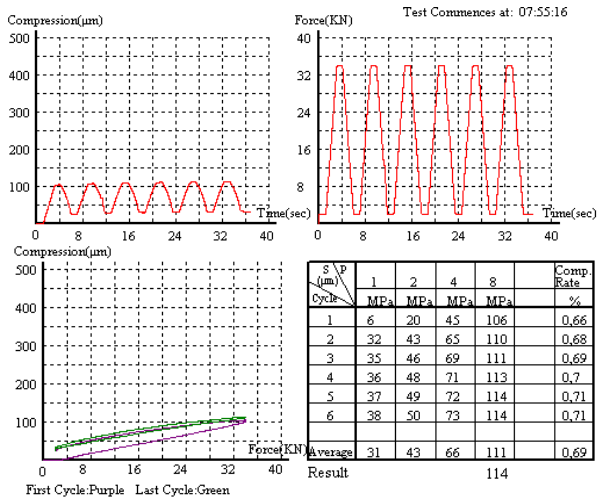 Test Commences at: 07:55:16
Compression(μm)
500
400
300
200
100
Time(sec)
0 8 16 24 32 40
Force(KN)
40
32
24
16
8
Time(sec)
0 8 16 24 32 40
Compression(μm)
500
400
300
200
100
Force(KN)
0 8 16 24 32 40
First Cycle:Purple Last Cycle:Green
S (μm) P Cycle 1 MPa 2 MPa 4 MPa 8 MPa Comp. Rate %
1 6 20 45 106 0,66
2 32 43 65 110 0,68
3 35 46 69 111 0,69
4 36 48 71 113 0,7
5 37 49 72 114 0,71
6 38 50 73 114 0,71
Average 31 43 66 111 0,69
Result 114